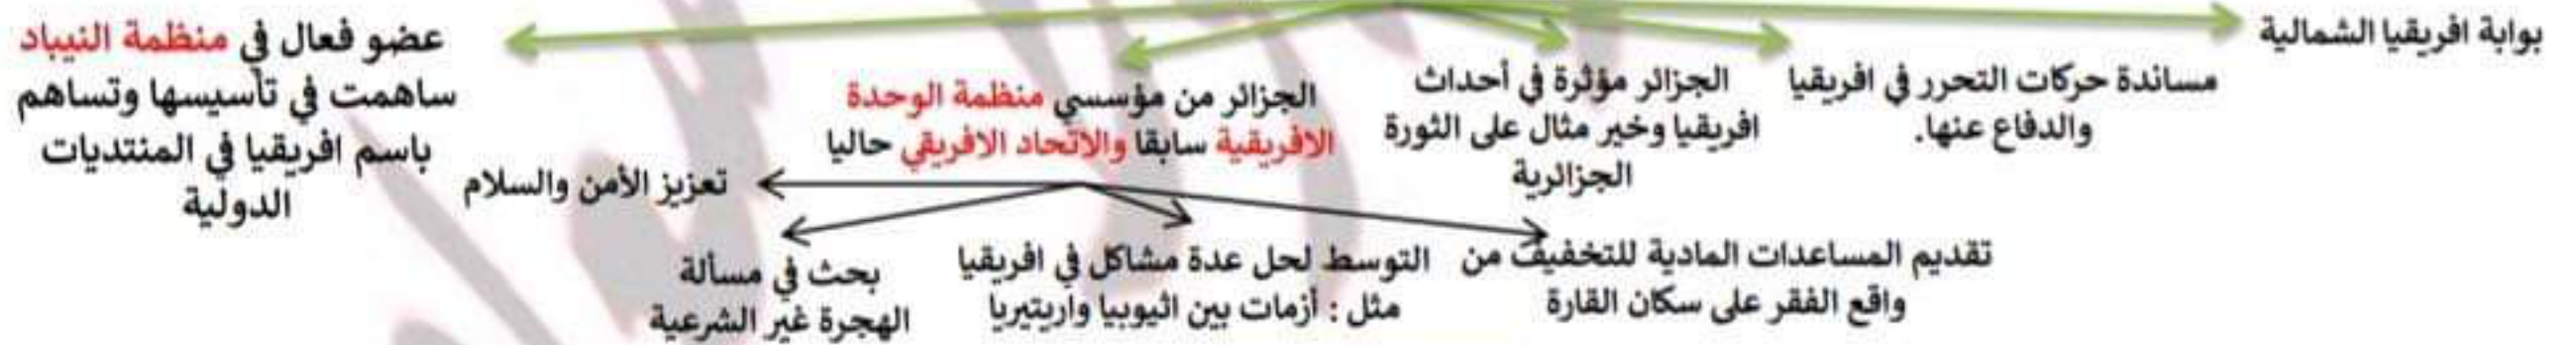 بوابة افريقيا الشمالية
مساندة حركات التحرر في افريقيا
والدفاع عنها.
الجزائر مؤثرة في أحداث
افريقيا وخير مثال على الثورة
الجزائرية
الجزائر من مؤسسي منظمة الوحدة
الافريقية سابقا والاتحاد الافريقي حاليا
عضو فعال في منظمة النيباد
ساهمت في تأسيسها وتساهم
باسم افريقيا في المنتديات
الدولية
تقديم المساعدات المادية للتخفيف من
واقع الفقر على سكان القارة
التوسط لحل عدة مشاكل في افريقيا
مثل : أزمات بين اثيوبيا واريتيريا
بحث في مسألة
الهجرة غير الشرعية
تعزيز الأمن والسلام